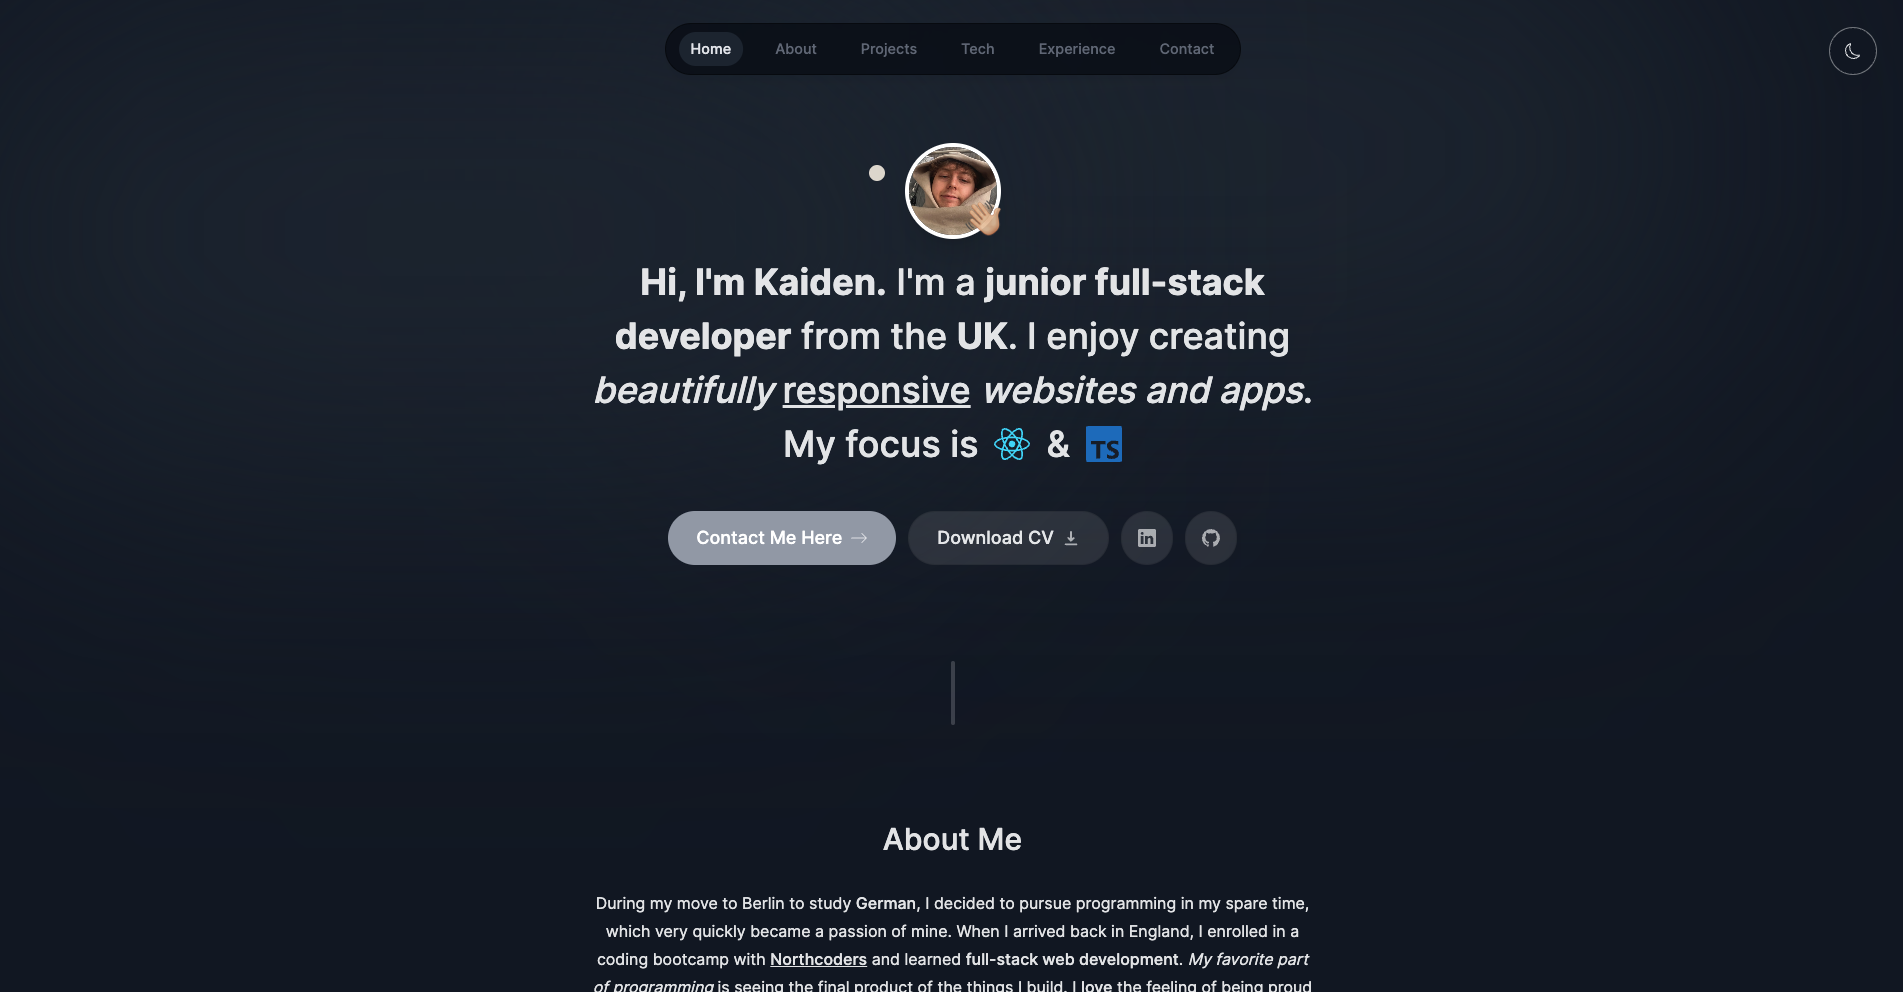 Home About Projects Tech Experience Contact
Hi, I'm Kaiden. I'm a junior full-stack
developer from the UK. I enjoy creating
beautifully responsive websites and apps.
My focus is & TS
Contact Me Here → Download CV in
About Me
During my move to Berlin to study German, I decided to pursue programming in my spare time,
which very quickly became a passion of mine. When I arrived back in England, I enrolled in a
coding bootcamp with Northcoders and learned full-stack web development. My favorite part
of programming is seeing the final product of the things I build. I love the feeling of being proud